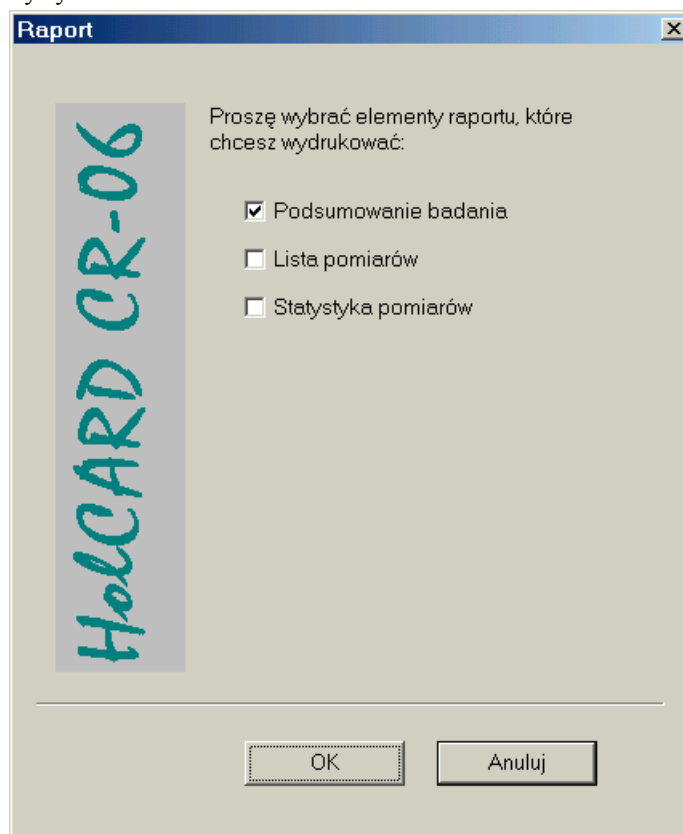 Raport
Proszę wybrać elementy raportu, które
chcesz wydrukować:
Podsumowanie badania
Lista pomiarów
Statystyka pomiarów
HolCARD CR-06
OK
Anuluj